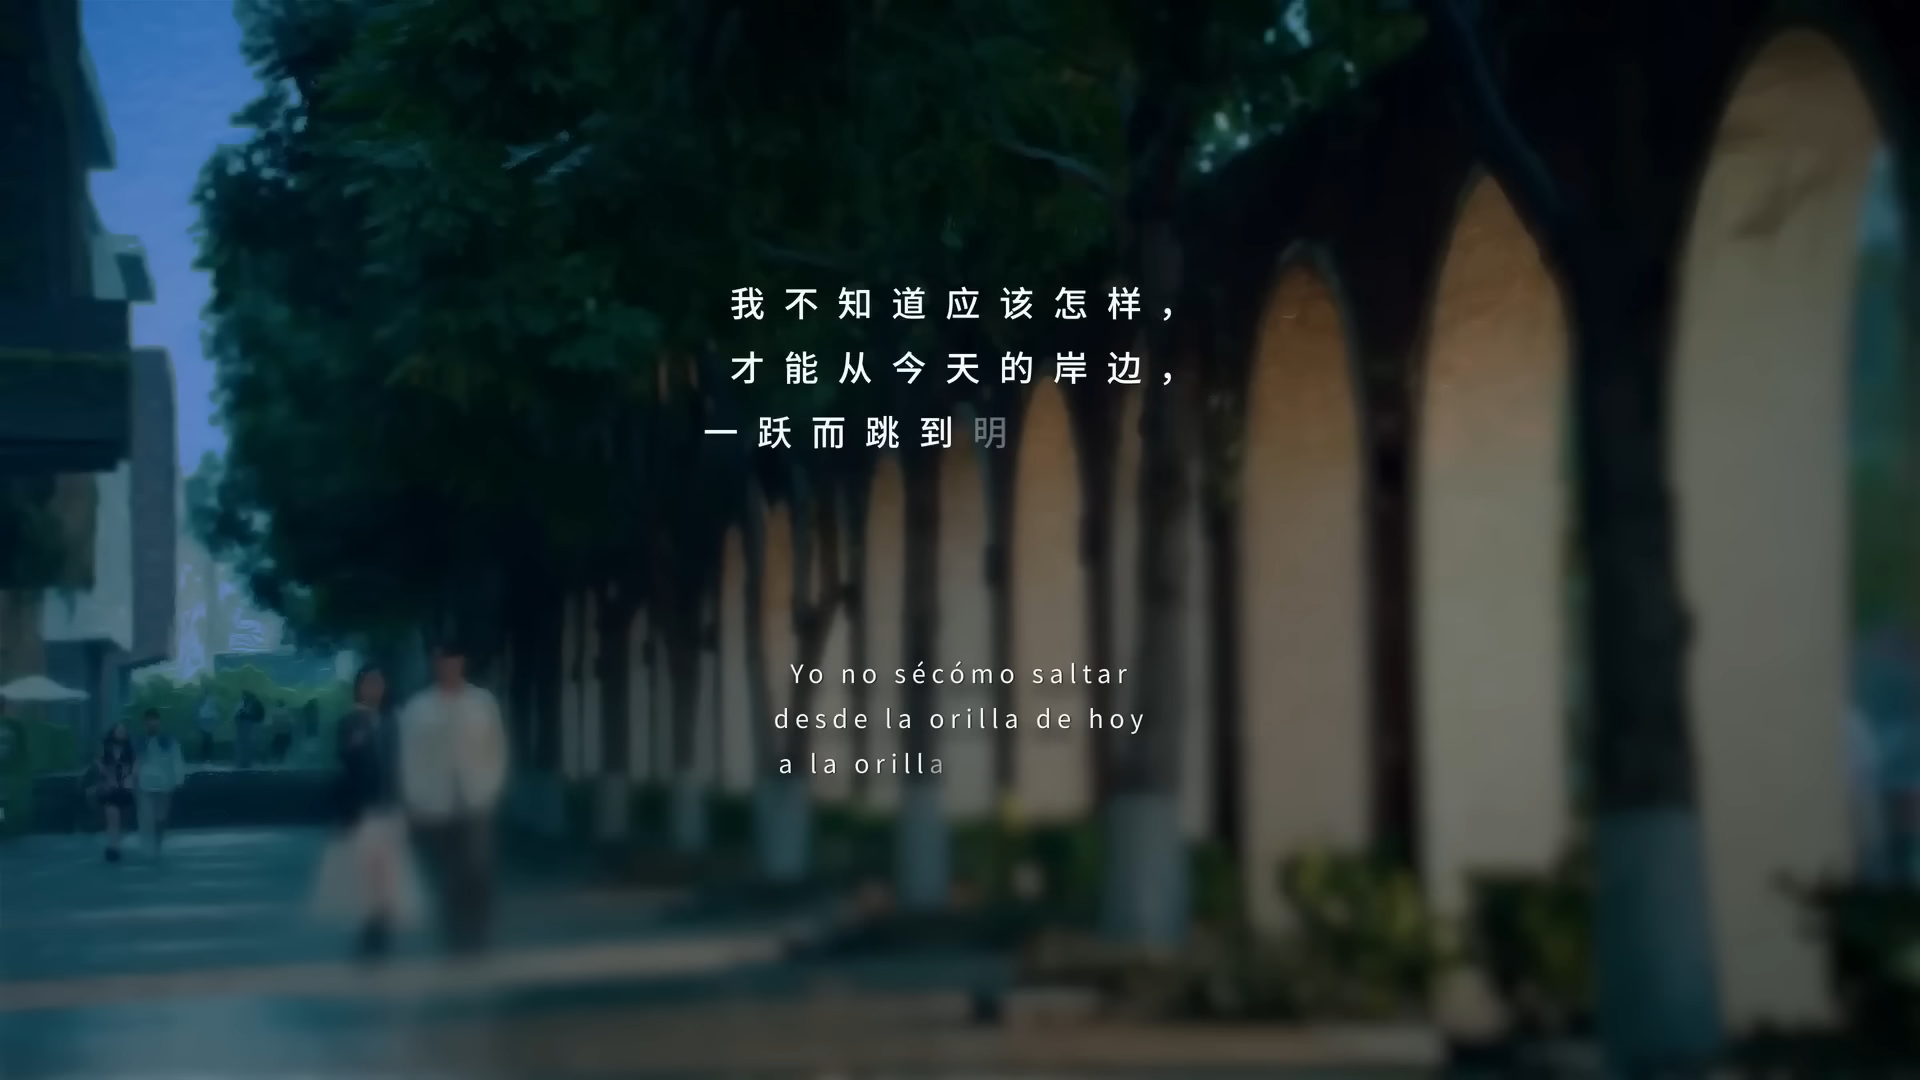 我不知道应该怎样，
才能从今天的岸边，
一跃而跳到明
Yo no sécómo saltar
desde la orilla de hoy
a la orilla